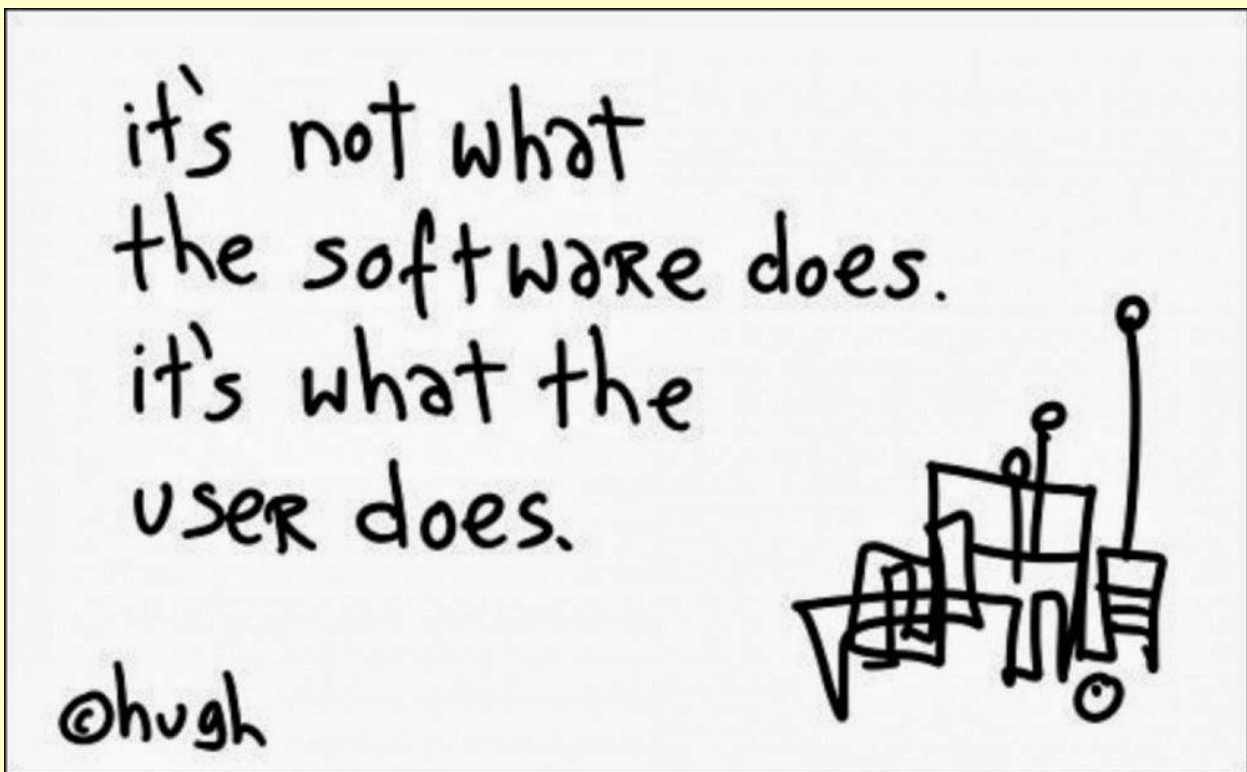 it's not what
the software does.
it's what the
user does.
©hugh